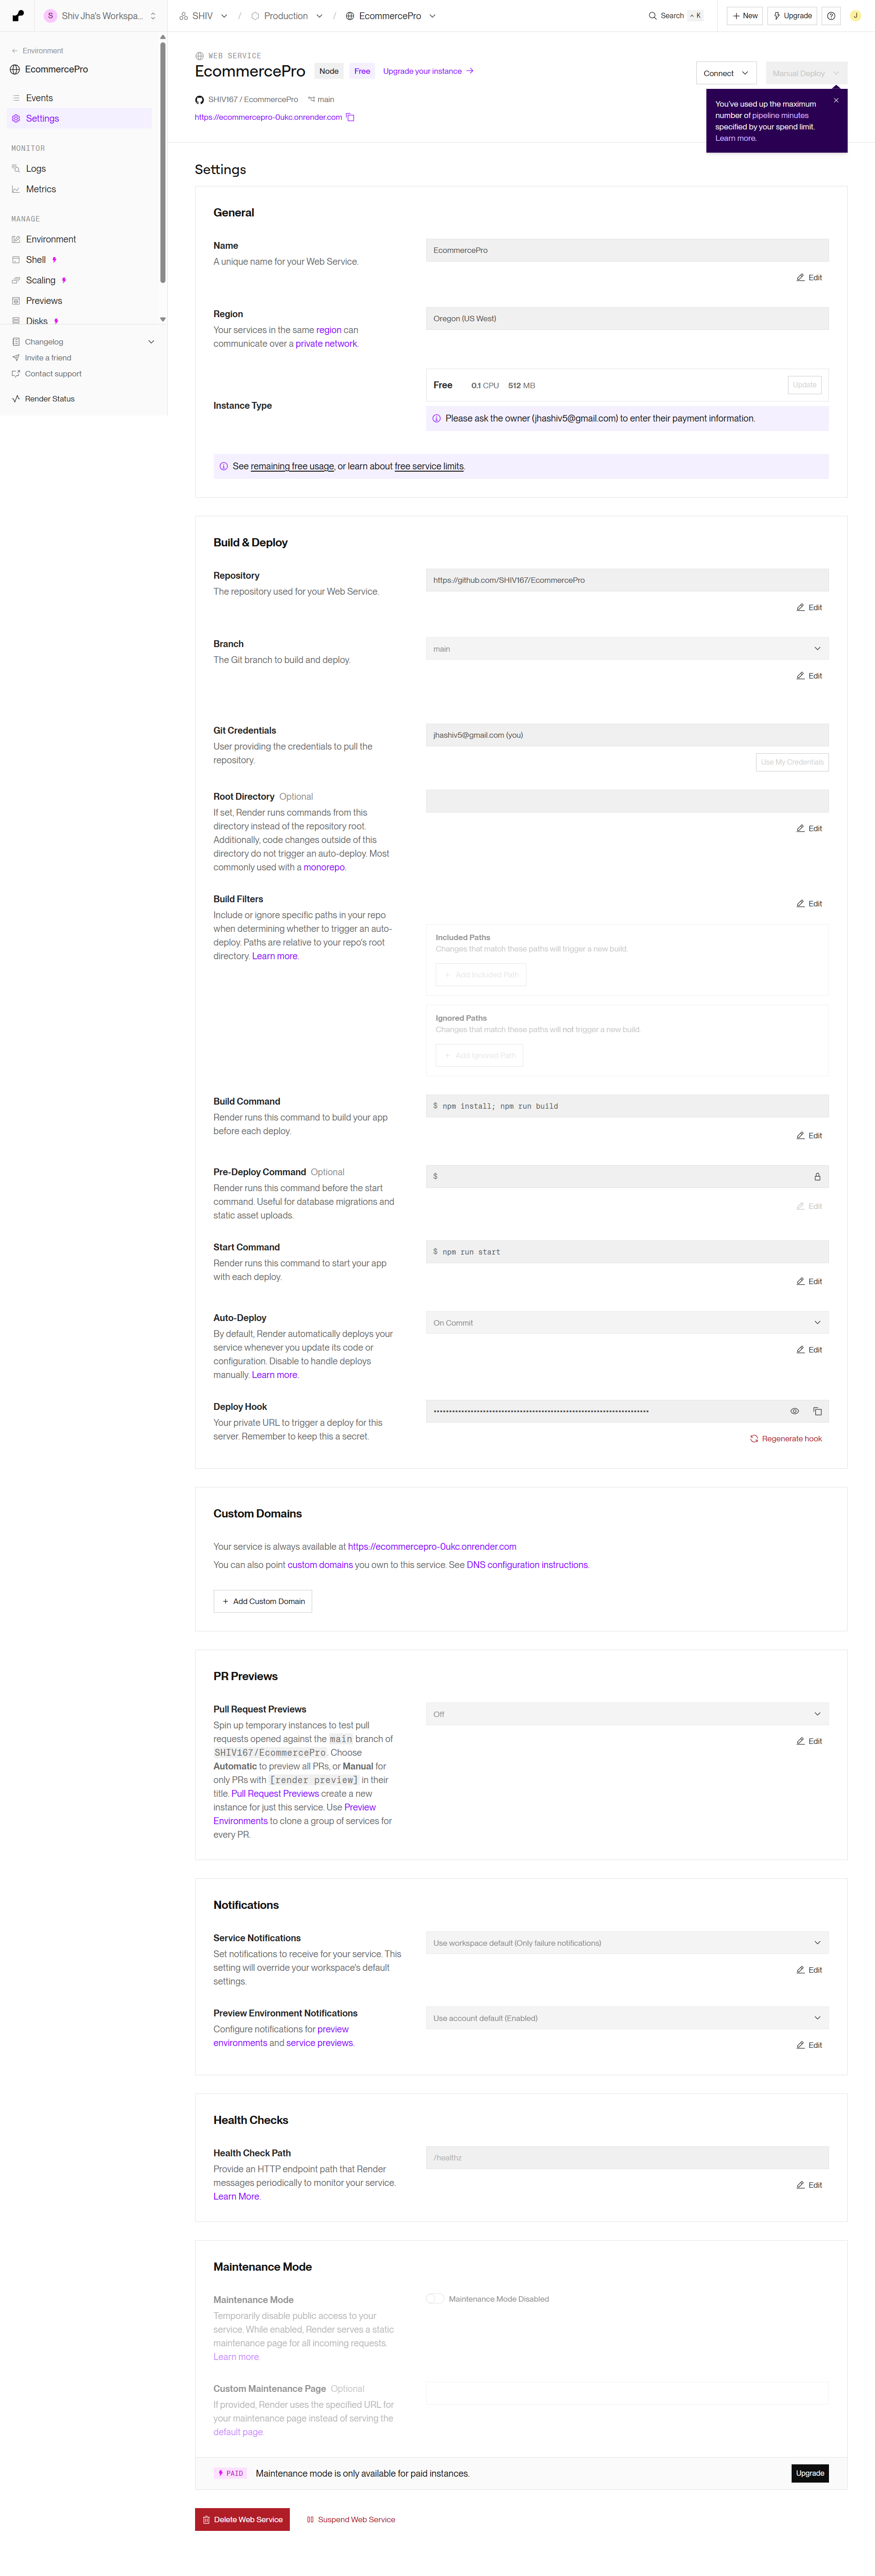 S Shiv Jha's Workspa...
SHIV / Production / EcommercePro
Search ⌃ K
+ New
Upgrade
J
← Environment
EcommercePro
Events
Settings
MONITOR
Logs
Metrics
MANAGE
Environment
Shell
Scaling
Previews
Disks
Changelog
Invite a friend
Contact support
Render Status
WEB SERVICE
EcommercePro Node Free Upgrade your instance →
Connect
Manual Deploy
SHIV167 / EcommercePro main
https://ecommercepro-0ukc.onrender.com
You've used up the maximum
number of pipeline minutes
specified by your spend limit.
Learn more.
Settings
General
Name
A unique name for your Web Service.
EcommercePro
Edit
Region
Your services in the same region can
communicate over a private network.
Oregon (US West)
Instance Type
Free 0.1 CPU 512 MB
Update
Please ask the owner (jhashiv5@gmail.com) to enter their payment information.
See remaining free usage, or learn about free service limits.
Build & Deploy
Repository
The repository used for your Web Service.
https://github.com/SHIV167/EcommercePro
Edit
Branch
The Git branch to build and deploy.
main
Edit
Git Credentials
User providing the credentials to pull the
repository.
jhashiv5@gmail.com (you)
Use My Credentials
Root Directory Optional
If set, Render runs commands from this
directory instead of the repository root.
Additionally, code changes outside of this
directory do not trigger an auto-deploy. Most
commonly used with a monorepo.
Edit
Build Filters
Include or ignore specific paths in your repo
when determining whether to trigger an auto-
deploy. Paths are relative to your repo's root
directory. Learn more.
Edit
Included Paths
Changes that match these paths will trigger a new build.
+ Add Included Path
Ignored Paths
Changes that match these paths will not trigger a new build.
+ Add Ignored Path
Build Command
Render runs this command to build your app
before each deploy.
$ npm install; npm run build
Edit
Pre-Deploy Command Optional
Render runs this command before the start
command. Useful for database migrations and
static asset uploads.
$
Edit
Start Command
Render runs this command to start your app
with each deploy.
$ npm run start
Edit
Auto-Deploy
By default, Render automatically deploys your
service whenever you update its code or
configuration. Disable to handle deploys
manually. Learn more.
On Commit
Edit
Deploy Hook
Your private URL to trigger a deploy for this
server. Remember to keep this a secret.
Regenerate hook
Custom Domains
Your service is always available at https://ecommercepro-0ukc.onrender.com
You can also point custom domains you own to this service. See DNS configuration instructions.
+ Add Custom Domain
PR Previews
Pull Request Previews
Spin up temporary instances to test pull
requests opened against the main branch of
SHIV167/EcommercePro. Choose
Automatic to preview all PRs, or Manual for
only PRs with [render preview] in their
title. Pull Request Previews create a new
instance for just this service. Use Preview
Environments to clone a group of services for
every PR.
Off
Edit
Notifications
Service Notifications
Set notifications to receive for your service. This
setting will override your workspace's default
settings.
Use workspace default (Only failure notifications)
Edit
Preview Environment Notifications
Configure notifications for preview
environments and service previews.
Use account default (Enabled)
Edit
Health Checks
Health Check Path
Provide an HTTP endpoint path that Render
messages periodically to monitor your service.
Learn More.
/healthz
Edit
Maintenance Mode
Maintenance Mode
Temporarily disable public access to your
service. While enabled, Render serves a static
maintenance page for all incoming requests.
Learn more.
Maintenance Mode Disabled
Custom Maintenance Page Optional
If provided, Render uses the specified URL for
your maintenance page instead of serving the
default page.
PAID Maintenance mode is only available for paid instances.
Upgrade
Delete Web Service
Suspend Web Service